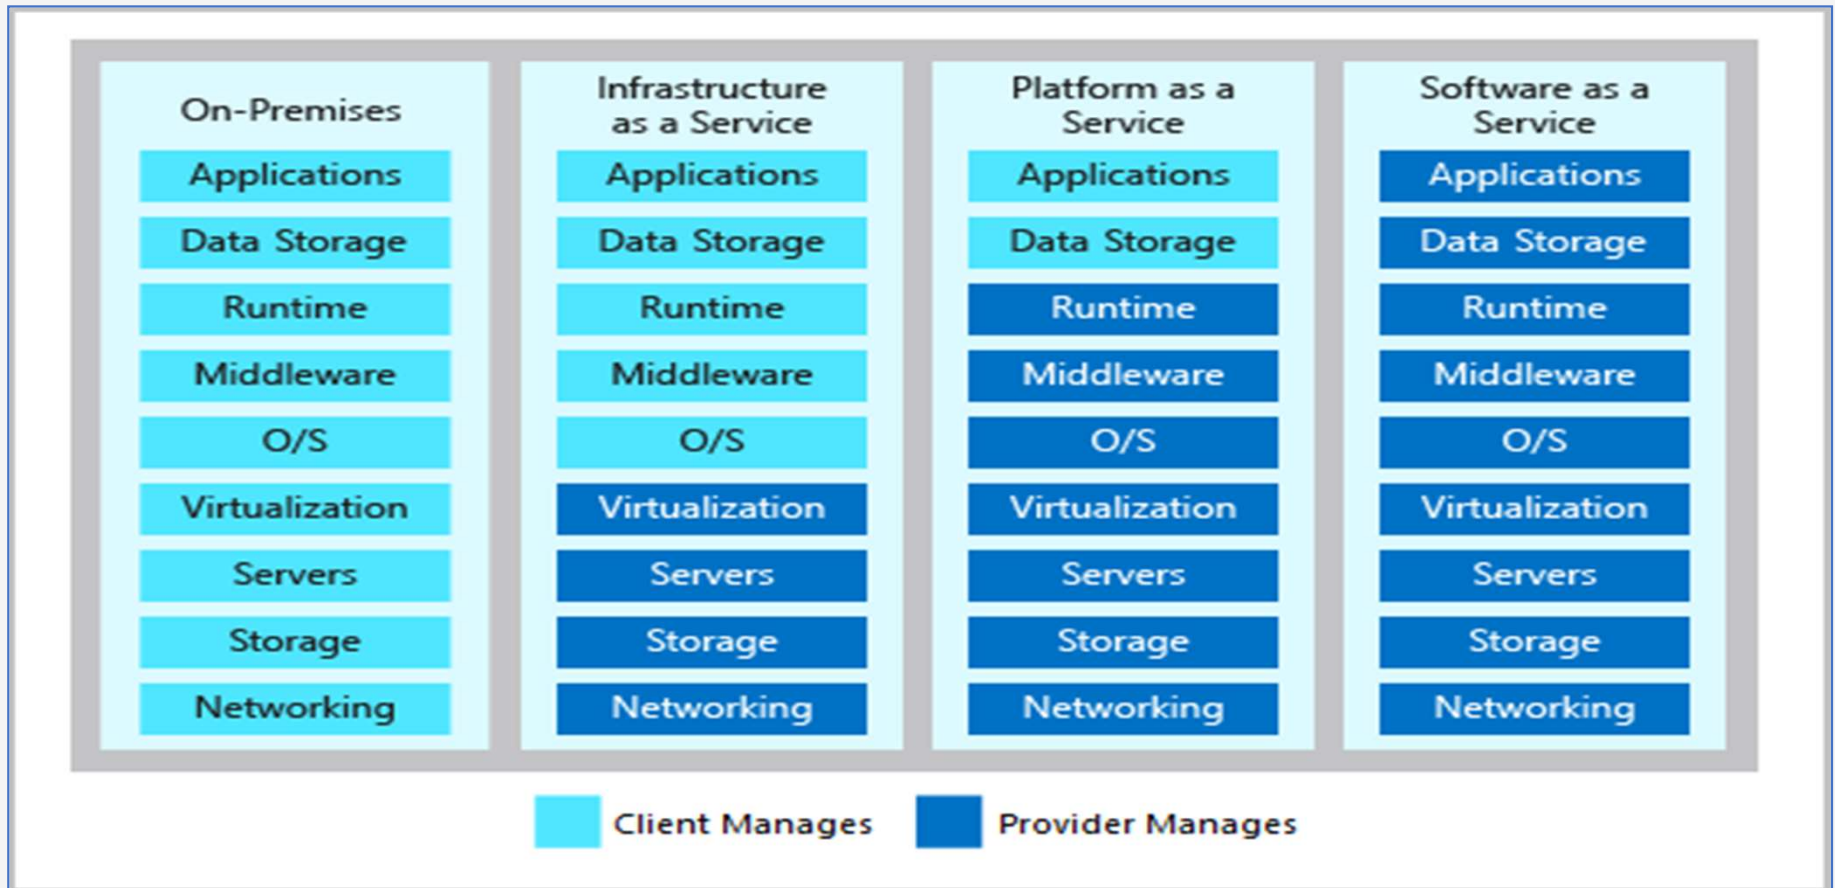 On-Premises
Applications
Data Storage
Runtime
Middleware
O/S
Virtualization
Servers
Storage
Networking
Infrastructure
as a Service
Applications
Data Storage
Runtime
Middleware
O/S
Virtualization
Servers
Storage
Networking
Platform as a
Service
Applications
Data Storage
Runtime
Middleware
O/S
Virtualization
Servers
Storage
Networking
Software as a
Service
Applications
Data Storage
Runtime
Middleware
O/S
Virtualization
Servers
Storage
Networking
Client Manages
Provider Manages